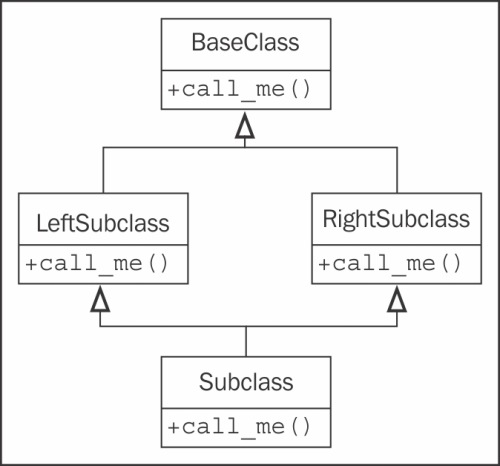 BaseClass
+call_me()
LeftSubclass
RightSubclass
+call_me()
+call_me()
Subclass
+call_me()